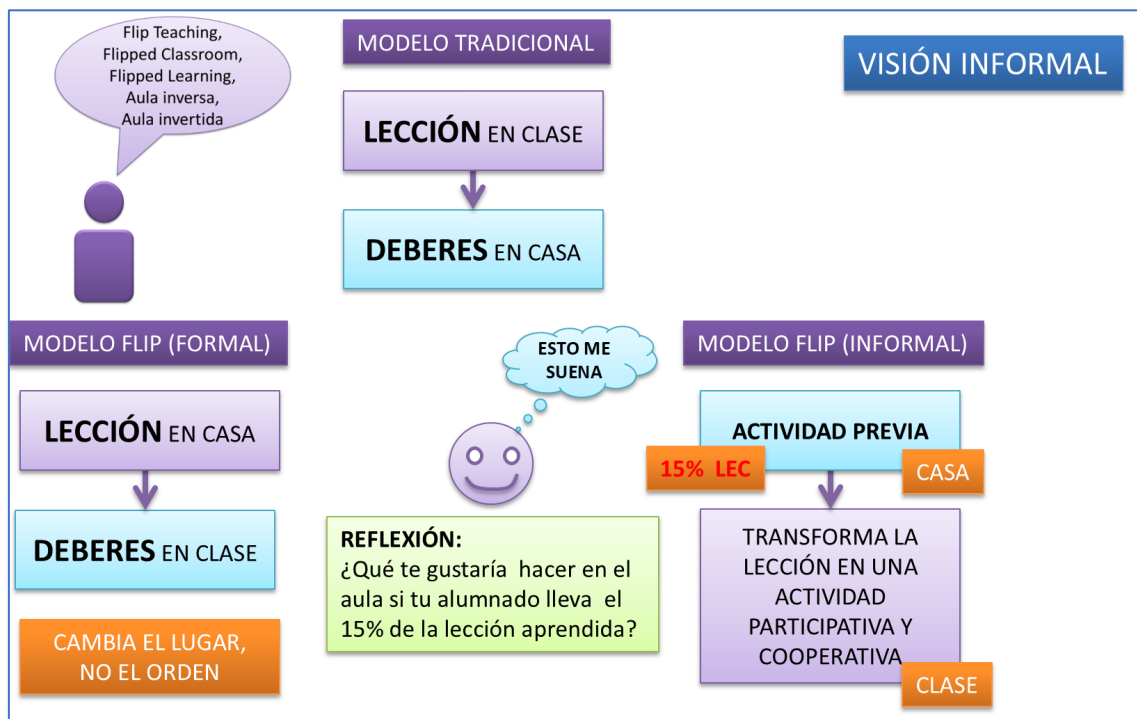 Flip Teaching,
Flipped Classroom,
Flipped Learning,
Aula inversa,
Aula invertida
MODELO TRADICIONAL
VISIÓN INFORMAL
LECCIÓN EN CLASE
DEBERES EN CASA
MODELO FLIP (FORMAL)
LECCIÓN EN CASA
DEBERES EN CLASE
CAMBIA EL LUGAR,
NO EL ORDEN
ESTO ME
SUENA
REFLEXIÓN:
¿Qué te gustaría hacer en el
aula si tu alumnado lleva el
15% de la lección aprendida?
MODELO FLIP (INFORMAL)
ACTIVIDAD PREVIA
15% LEC
CASA
TRANSFORMA LA
LECCIÓN EN UNA
ACTIVIDAD
PARTICIPATIVA Y
COOPERATIVA
CLASE